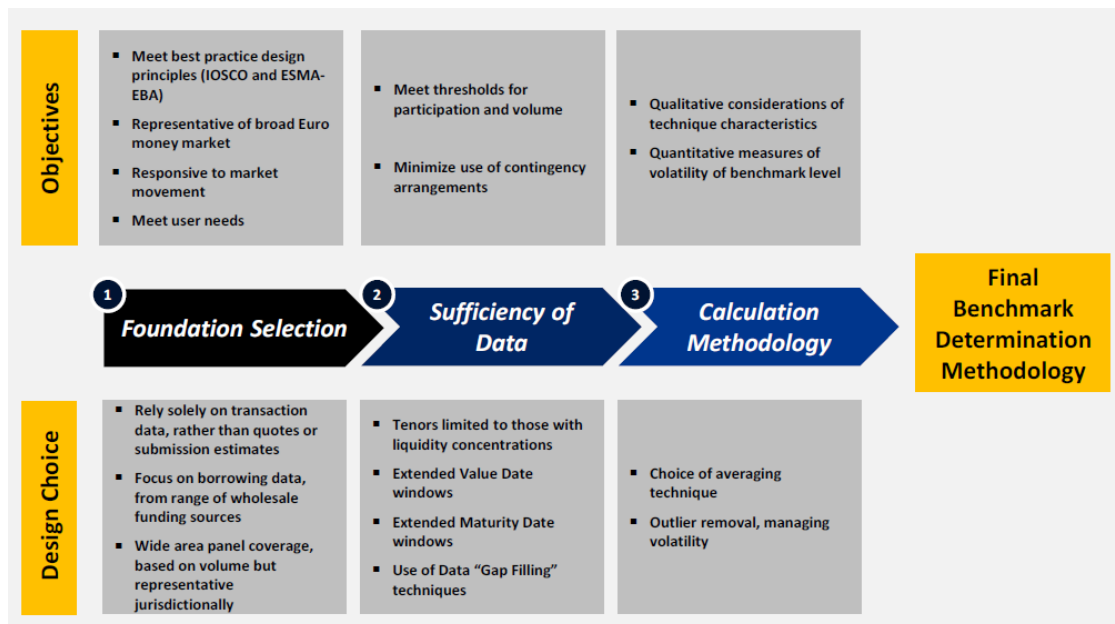 Objectives
▪ Meet best practice design
principles (IOSCO and ESMA-
EBA)
▪ Representative of broad Euro
money market
▪ Responsive to market
movement
▪ Meet user needs
▪ Meet thresholds for
participation and volume
▪ Minimize use of contingency
arrangements
▪ Qualitative considerations of
technique characteristics
▪ Quantitative measures of
volatility of benchmark level
1
Foundation Selection
2
Sufficiency of
Data
3
Calculation
Methodology
Final
Benchmark
Determination
Methodology
Design Choice
▪ Rely solely on transaction
data, rather than quotes or
submission estimates
▪ Focus on borrowing data,
from range of wholesale
funding sources
▪ Wide area panel coverage,
based on volume but
representative
jurisdictionally
▪ Tenors limited to those with
liquidity concentrations
▪ Extended Value Date
windows
▪ Extended Maturity Date
windows
▪ Use of Data “Gap Filling”
techniques
▪ Choice of averaging
technique
▪ Outlier removal, managing
volatility